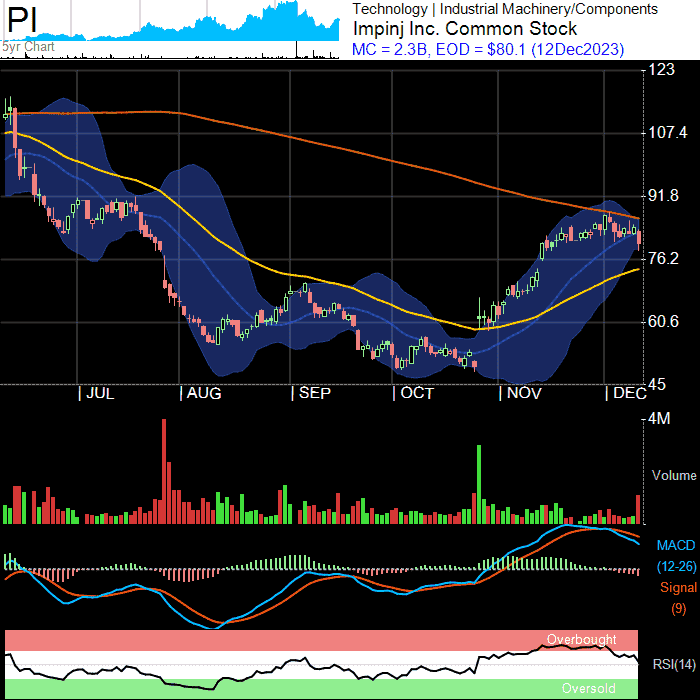 PI
5yr Chart
Technology | Industrial Machinery/Components
Impinj Inc. Common Stock
MC = 2.3B, EOD = $80.1 (12Dec2023)
123
107.4
91.8
76.2
60.6
45
| JUL | AUG | SEP | OCT | NOV | DEC
4M
Volume
MACD
(12-26)
Signal
(9)
Overbought
RSI(14)
Oversold